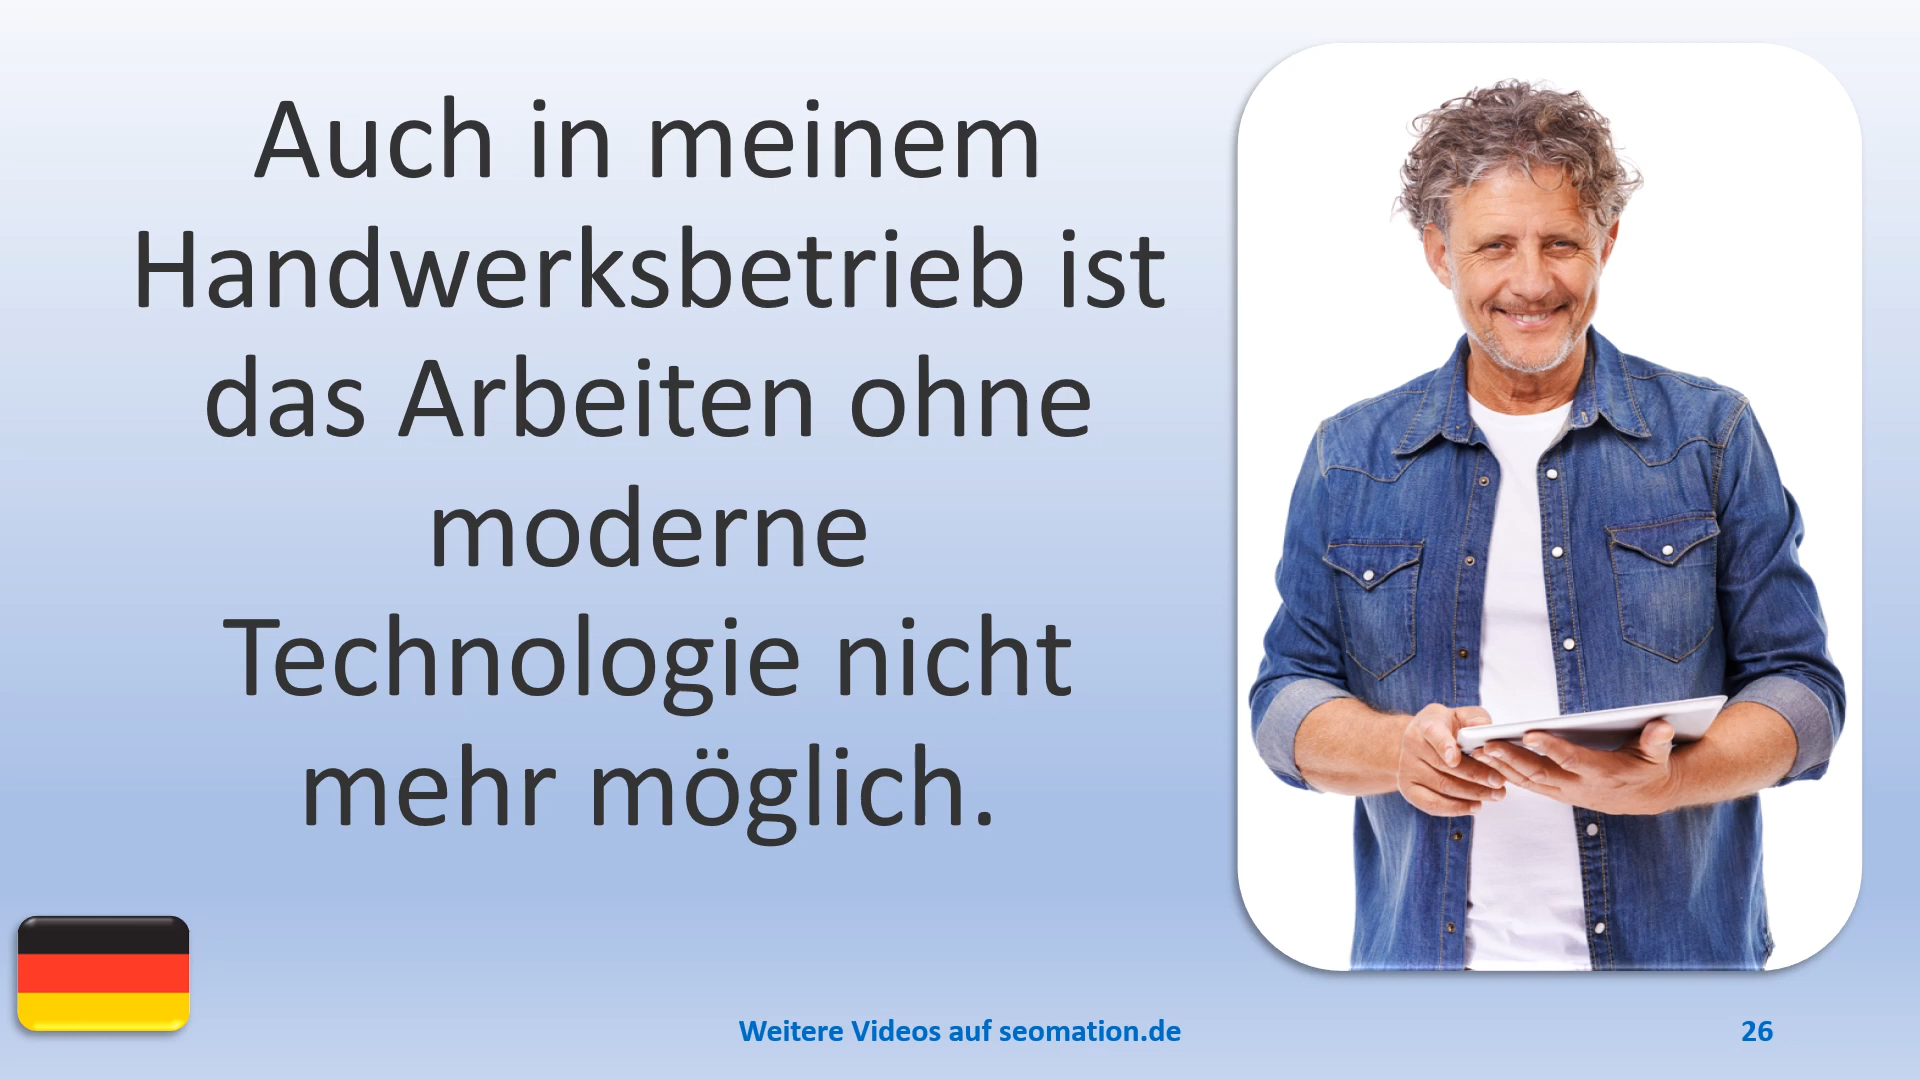 Auch in meinem
Handwerksbetrieb ist
das Arbeiten ohne
moderne
Technologie nicht
mehr möglich.
Weitere Videos auf seomation.de
26